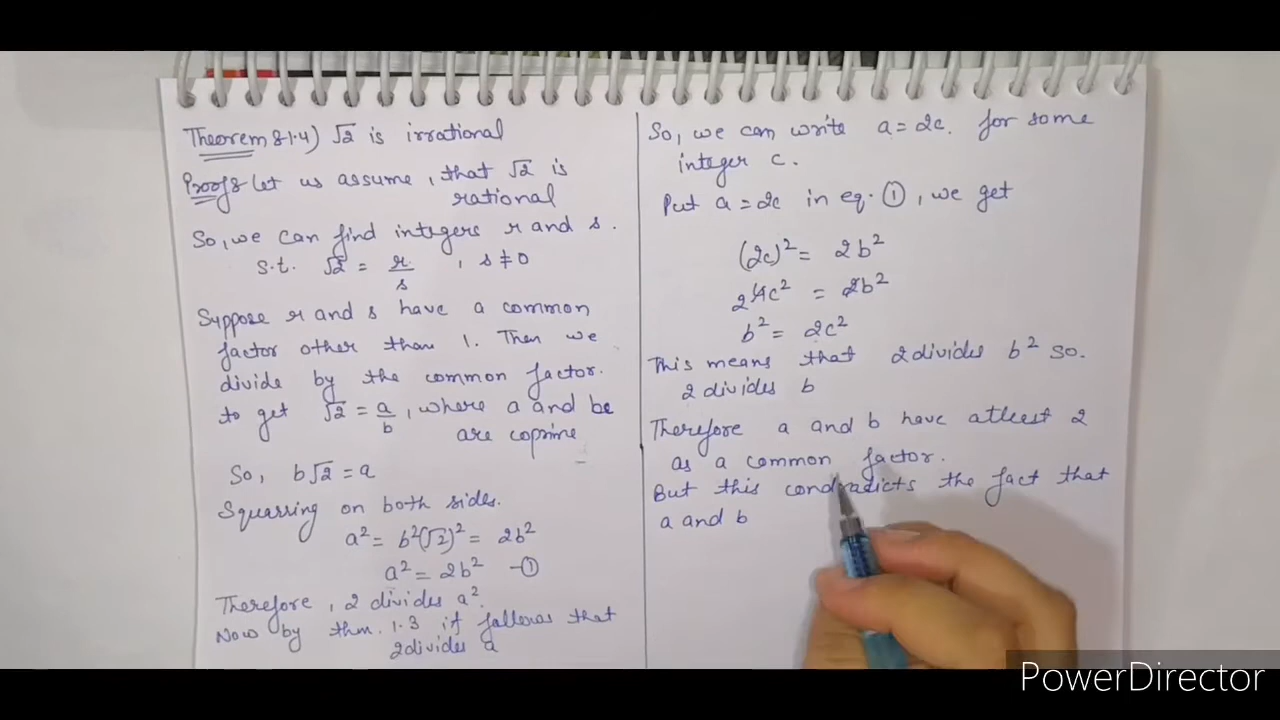 Theorem 1.4) √2 is irrational
Proof: Let us assume, that √2 is
rational
So, we can find integers r and s.
s.t. √2 = r/s , s ≠ 0
Suppose r and s have a common
factor other than 1. Then we
divide by the common factor.
to get √2 = a/b, where a and be
are coprime
So, b√2 = a
Squarring on both sides.
a² = b²(√2)² = 2b²
a² = 2b² -①
Therefore, 2 divides a².
Now by thm. 1.3 it follows that
2 divides a
So, we can write a = 2c. for some
integer c.
Put a = 2c in eq. ①, we get
(2c)² = 2b²
2 4c² = 2b²
b² = 2c²
This means that 2 divides b² so.
2 divides b
Therefore a and b have atleest 2
as a common factor.
But this condradicts the fact that
a and b
PowerDirector